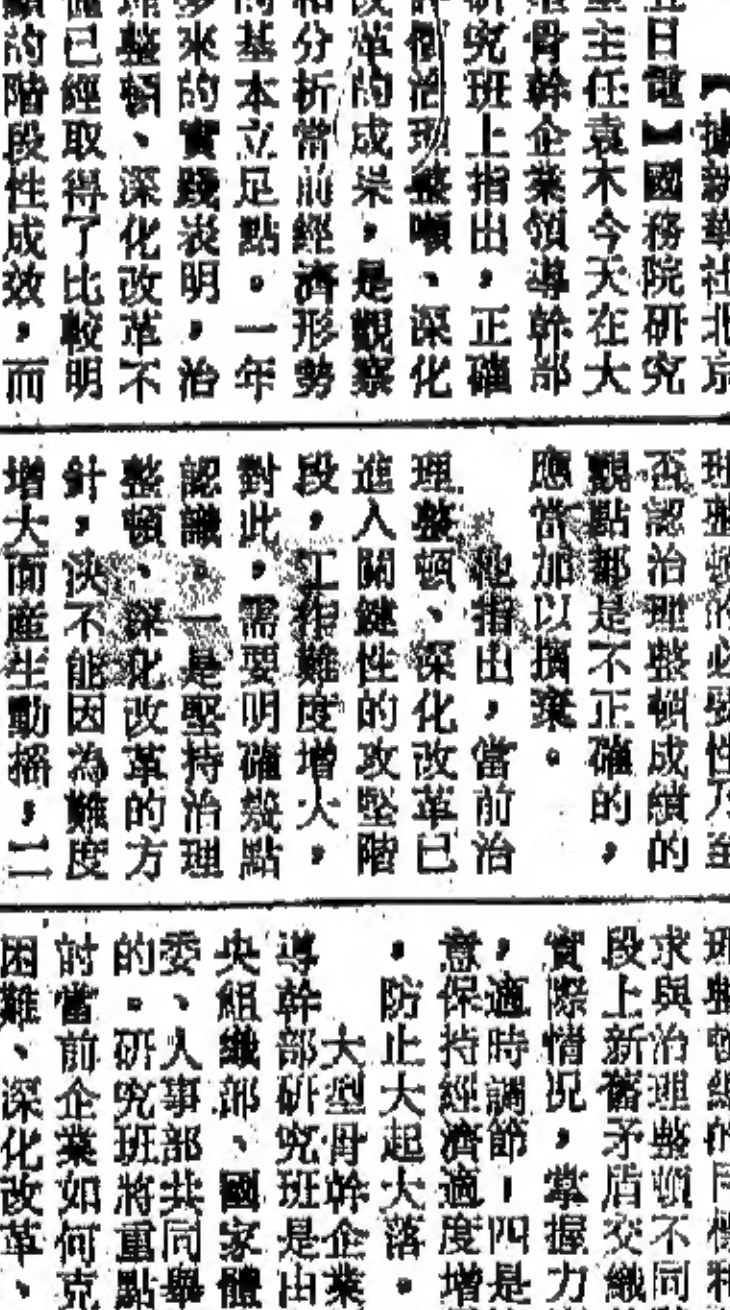 【據新華社北京
五日電】國務院研究
室主任袁木今天在大
骨幹企業領導幹部
研究班上指出，正確
評價治理整頓、深化
改革的成果，是觀察
和分析當前經濟形勢
的基本立足點。一年
多來的實踐表明，治
理整頓、深化改革不
僅已經取得了比較明
顯的階段性成效，而
理整頓的必要性乃至
否認治理整頓成績的
觀點都是不正確的，
應當加以摒棄。
他指出，當前治
理整頓、深化改革已
進入關鍵性的攻堅階
段，工作難度增大，
對此，需要明確幾點
認識。一是堅持治理
整頓、深化改革的方
針，決不能因為難度
增大而產生動搖，二
理整頓總的目標和
求與治理整頓不同
段上新舊矛盾交織
實際情況，掌握力
，適時調節，四是
意保持經濟適度增
，防止大起大落。
大型骨幹企業
導幹部研究班是由
央組織部、國家體
委、人事部共同舉
的。研究班將重點
討當前企業如何克
困難、深化改革、